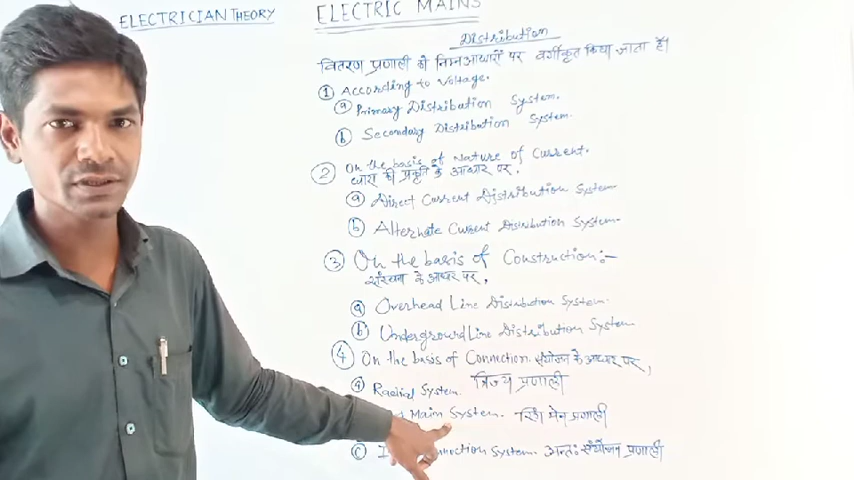 ELECTRICIAN THEORY
ELECTRIC MAINS
Distribution
वितरण प्रणाली को निम्न आधारों पर वर्गीकृत किया जाता है।
① According to Voltage.
ⓐ Primary Distribution System.
ⓑ Secondary Distribution System.
② On the basis of Nature of Current.
धारा की प्रकृति के आधार पर,
ⓐ Direct Current Distribution System
ⓑ Alternate Current Distribution System.
③ On the basis of Construction:-
संरचना के आधार पर,
ⓐ Overhead Line Distribution System.
ⓑ Underground Line Distribution System
④ On the basis of Connection. संयोजन के आधार पर,
ⓐ Radial System. त्रिज्य प्रणाली
Main System. रिंग मेन प्रणाली
ⓒ System. अन्तः संयोजन प्रणाली